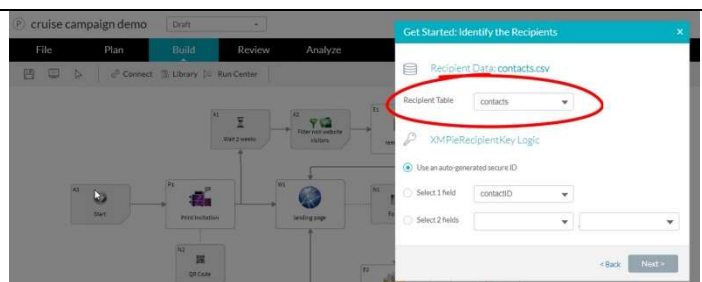 cruise campaign demo Draft
File Plan Build Review Analyze
Connect Library Run Center
A1
Wait 2 weeks
A2
Filter non website
visitors
E1
A3
Start
P1
Print Invitation
W1
landing page
N1
N2
QR Code
E2
Get Started: Identify the Recipients x
Recipient Data: contacts.csv
Recipient Table contacts
XMPieRecipientKey Logic
Use an auto-generated secure ID
Select 1 field contactID
Select 2 fields
< Back Next >